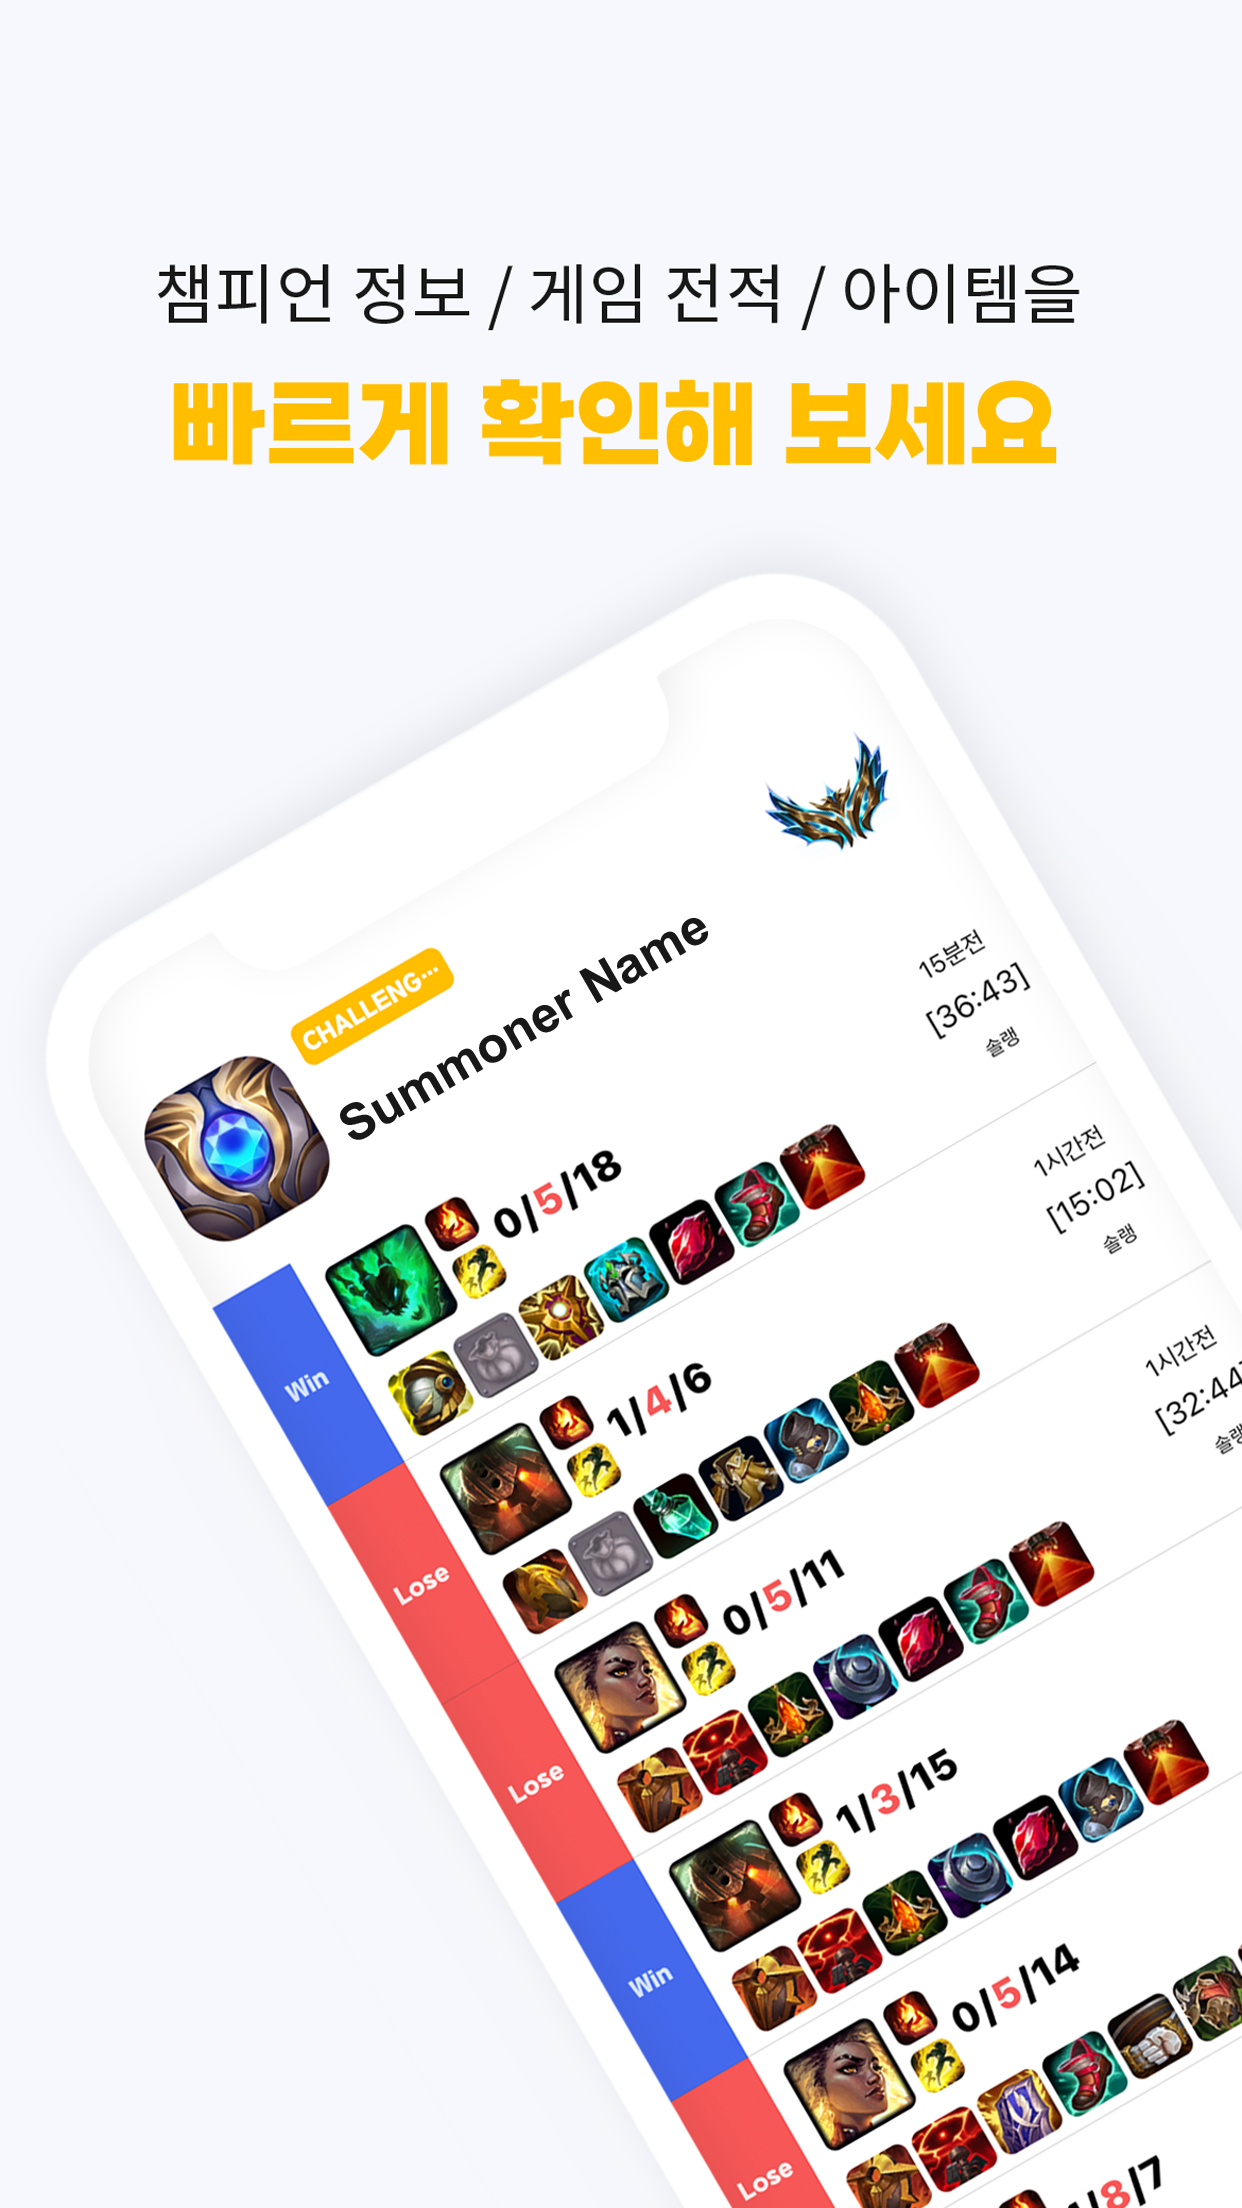 챔피언 정보 / 게임 전적 / 아이템을
빠르게 확인해 보세요
CHALLENG...
Summoner Name
15분전
[36:43]
솔랭
Win
0/5/18
1시간전
[15:02]
솔랭
Lose
1/4/6
1시간전
[32:44]
솔랭
Lose
0/5/11
Win
1/3/15
Lose
0/5/14
/8/7